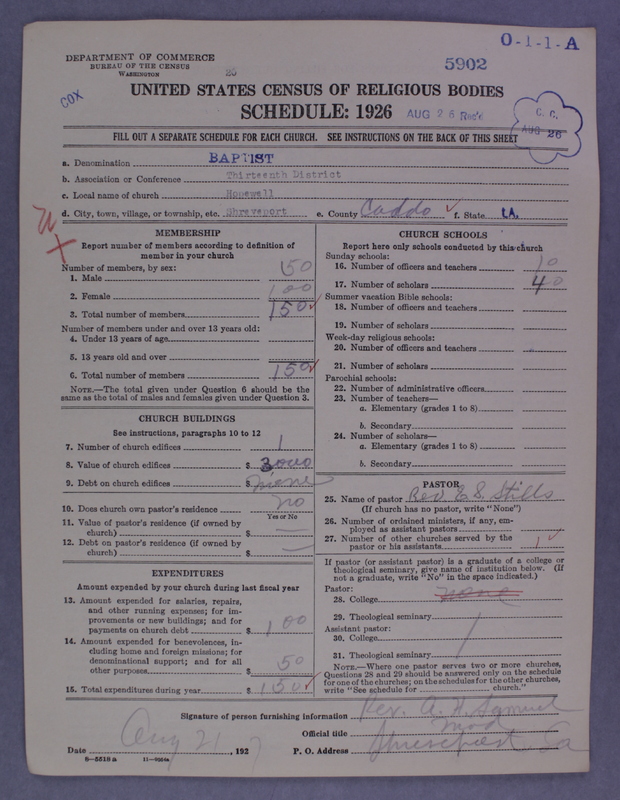 O-1-1-A
DEPARTMENT OF COMMERCE
BUREAU OF THE CENSUS
WASHINGTON
5902
20
COX
UNITED STATES CENSUS OF RELIGIOUS BODIES
SCHEDULE: 1926
AUG 26 Rec'd
C. C.
AUG 26
FILL OUT A SEPARATE SCHEDULE FOR EACH CHURCH. SEE INSTRUCTIONS ON THE BACK OF THIS SHEET
a. Denomination BAPTIST
b. Association or Conference Thirteenth District
c. Local name of church Hopewell
d. City, town, village, or township, etc. Shreveport e. County Caddo f. State LA.
MEMBERSHIP
Report number of members according to definition of
member in your church
Number of members, by sex:
1. Male 50
2. Female 100
3. Total number of members 150
Number of members under and over 13 years old:
4. Under 13 years of age
5. 13 years old and over
6. Total number of members 150
NOTE.—The total given under Question 6 should be the
same as the total of males and females given under Question 3.
CHURCH BUILDINGS
See instructions, paragraphs 10 to 12
7. Number of church edifices 1
8. Value of church edifices $ 3000
9. Debt on church edifices $ none
10. Does church own pastor's residence no
Yes or No
11. Value of pastor's residence (if owned by
church) $
12. Debt on pastor's residence (if owned by
church) $
EXPENDITURES
Amount expended by your church during last fiscal year
13. Amount expended for salaries, repairs,
and other running expenses; for im-
provements or new buildings; and for
payments on church debt $ 100
14. Amount expended for benevolences, in-
cluding home and foreign missions; for
denominational support; and for all
other purposes $ 50
15. Total expenditures during year $ 150
CHURCH SCHOOLS
Report here only schools conducted by this church
Sunday schools:
16. Number of officers and teachers 10
17. Number of scholars 40
Summer vacation Bible schools:
18. Number of officers and teachers
19. Number of scholars
Week-day religious schools:
20. Number of officers and teachers
21. Number of scholars
Parochial schools:
22. Number of administrative officers
23. Number of teachers—
a. Elementary (grades 1 to 8)
b. Secondary
24. Number of scholars—
a. Elementary (grades 1 to 8)
b. Secondary
PASTOR
25. Name of pastor Rev. E. S. Stills
(If church has no pastor, write "None")
26. Number of ordained ministers, if any, em-
ployed as assistant pastors
27. Number of other churches served by the
pastor or his assistants 1
If pastor (or assistant pastor) is a graduate of a college or
theological seminary, give name of institution below. (If
not a graduate, write "No" in the space indicated.)
Pastor:
28. College none
29. Theological seminary
Assistant pastor:
30. College
31. Theological seminary
NOTE.—Where one pastor serves two or more churches,
Questions 28 and 29 should be answered only on the schedule
for one of the churches; on the schedules for the other churches,
write "See schedule for church."
Signature of person furnishing information Rev. A. H. Samuel
Official title Mod
Date Aug 21, 192 P. O. Address Shreveport La
8-5518 a